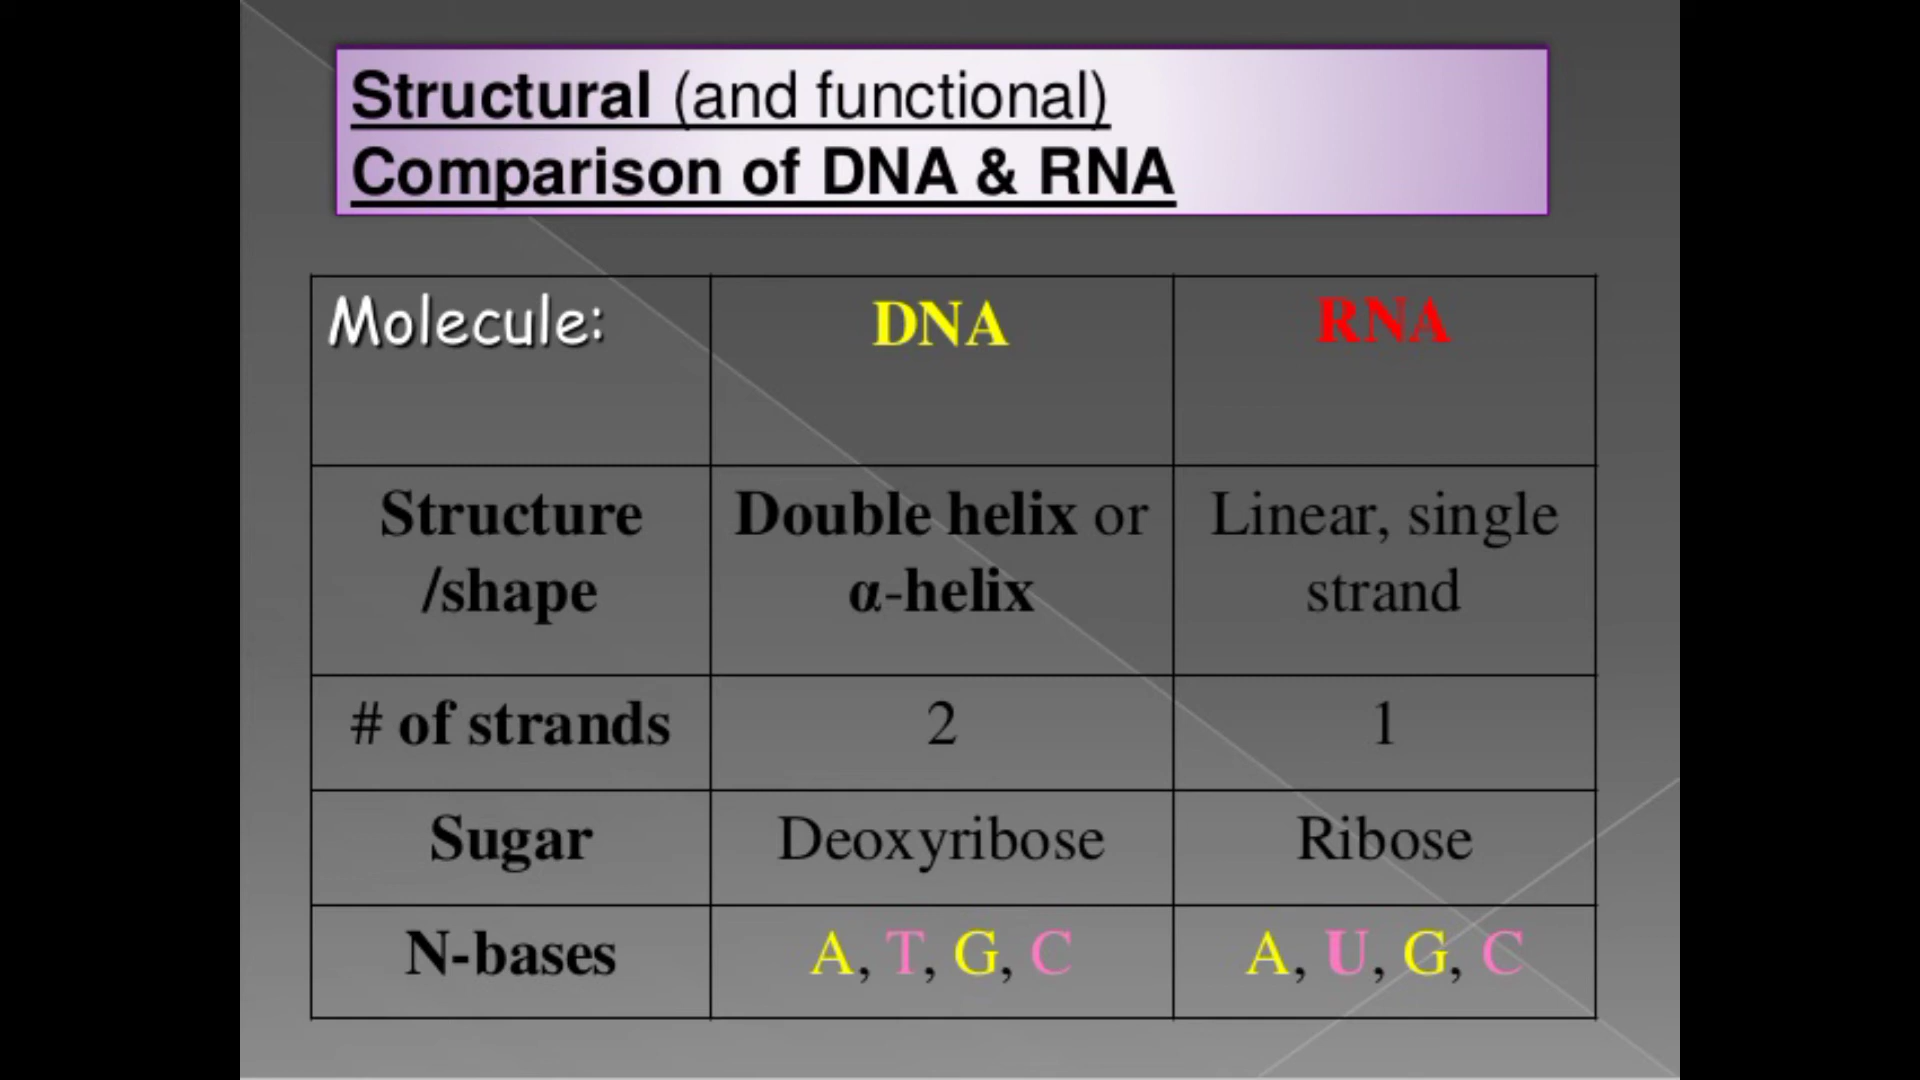 Structural (and functional)
Comparison of DNA & RNA
Molecule: DNA RNA
Structure Double helix or Linear, single
/shape α-helix strand
# of strands 2 1
Sugar Deoxyribose Ribose
N-bases A, T, G, C A, U, G, C